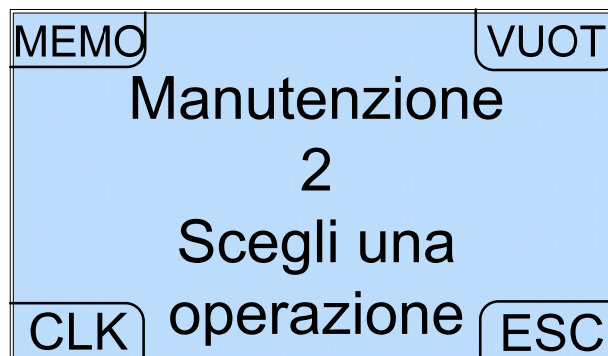 MEMO
VUOT
Manutenzione
2
Scegli una
operazione
CLK
ESC